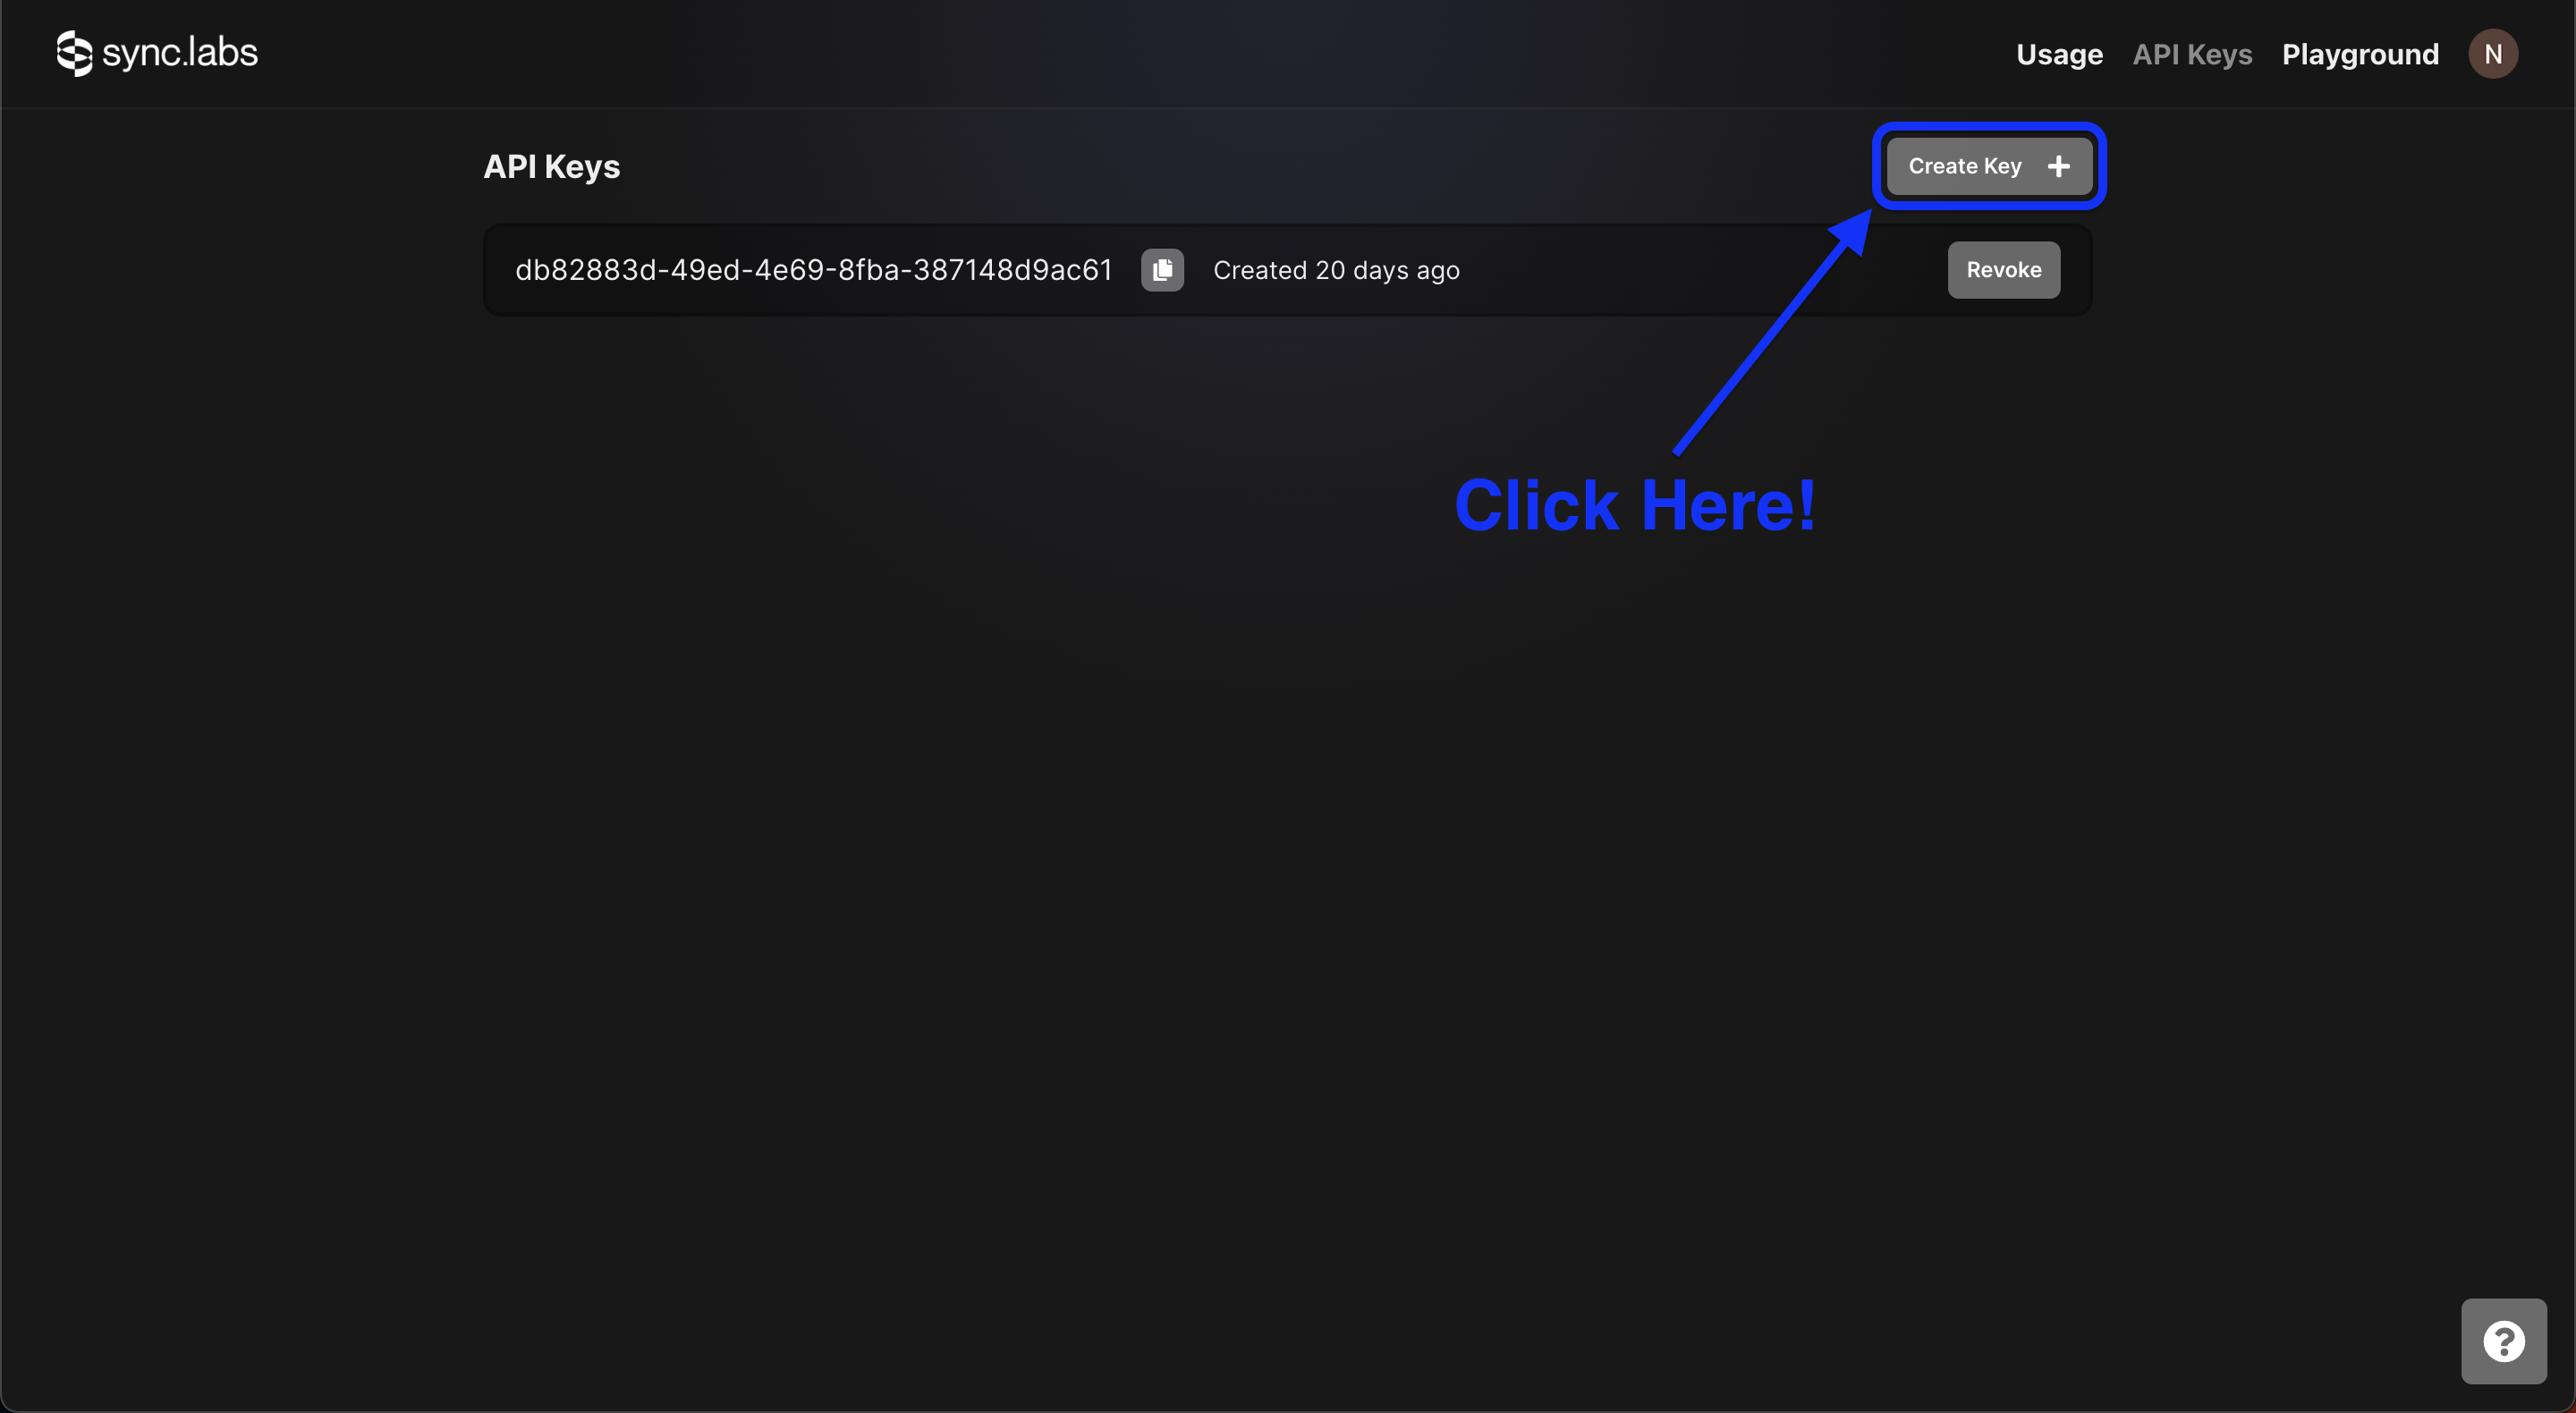 sync.labs
Usage API Keys Playground N
API Keys
Create Key +
db82883d-49ed-4e69-8fba-387148d9ac61 Created 20 days ago Revoke
Click Here!
?